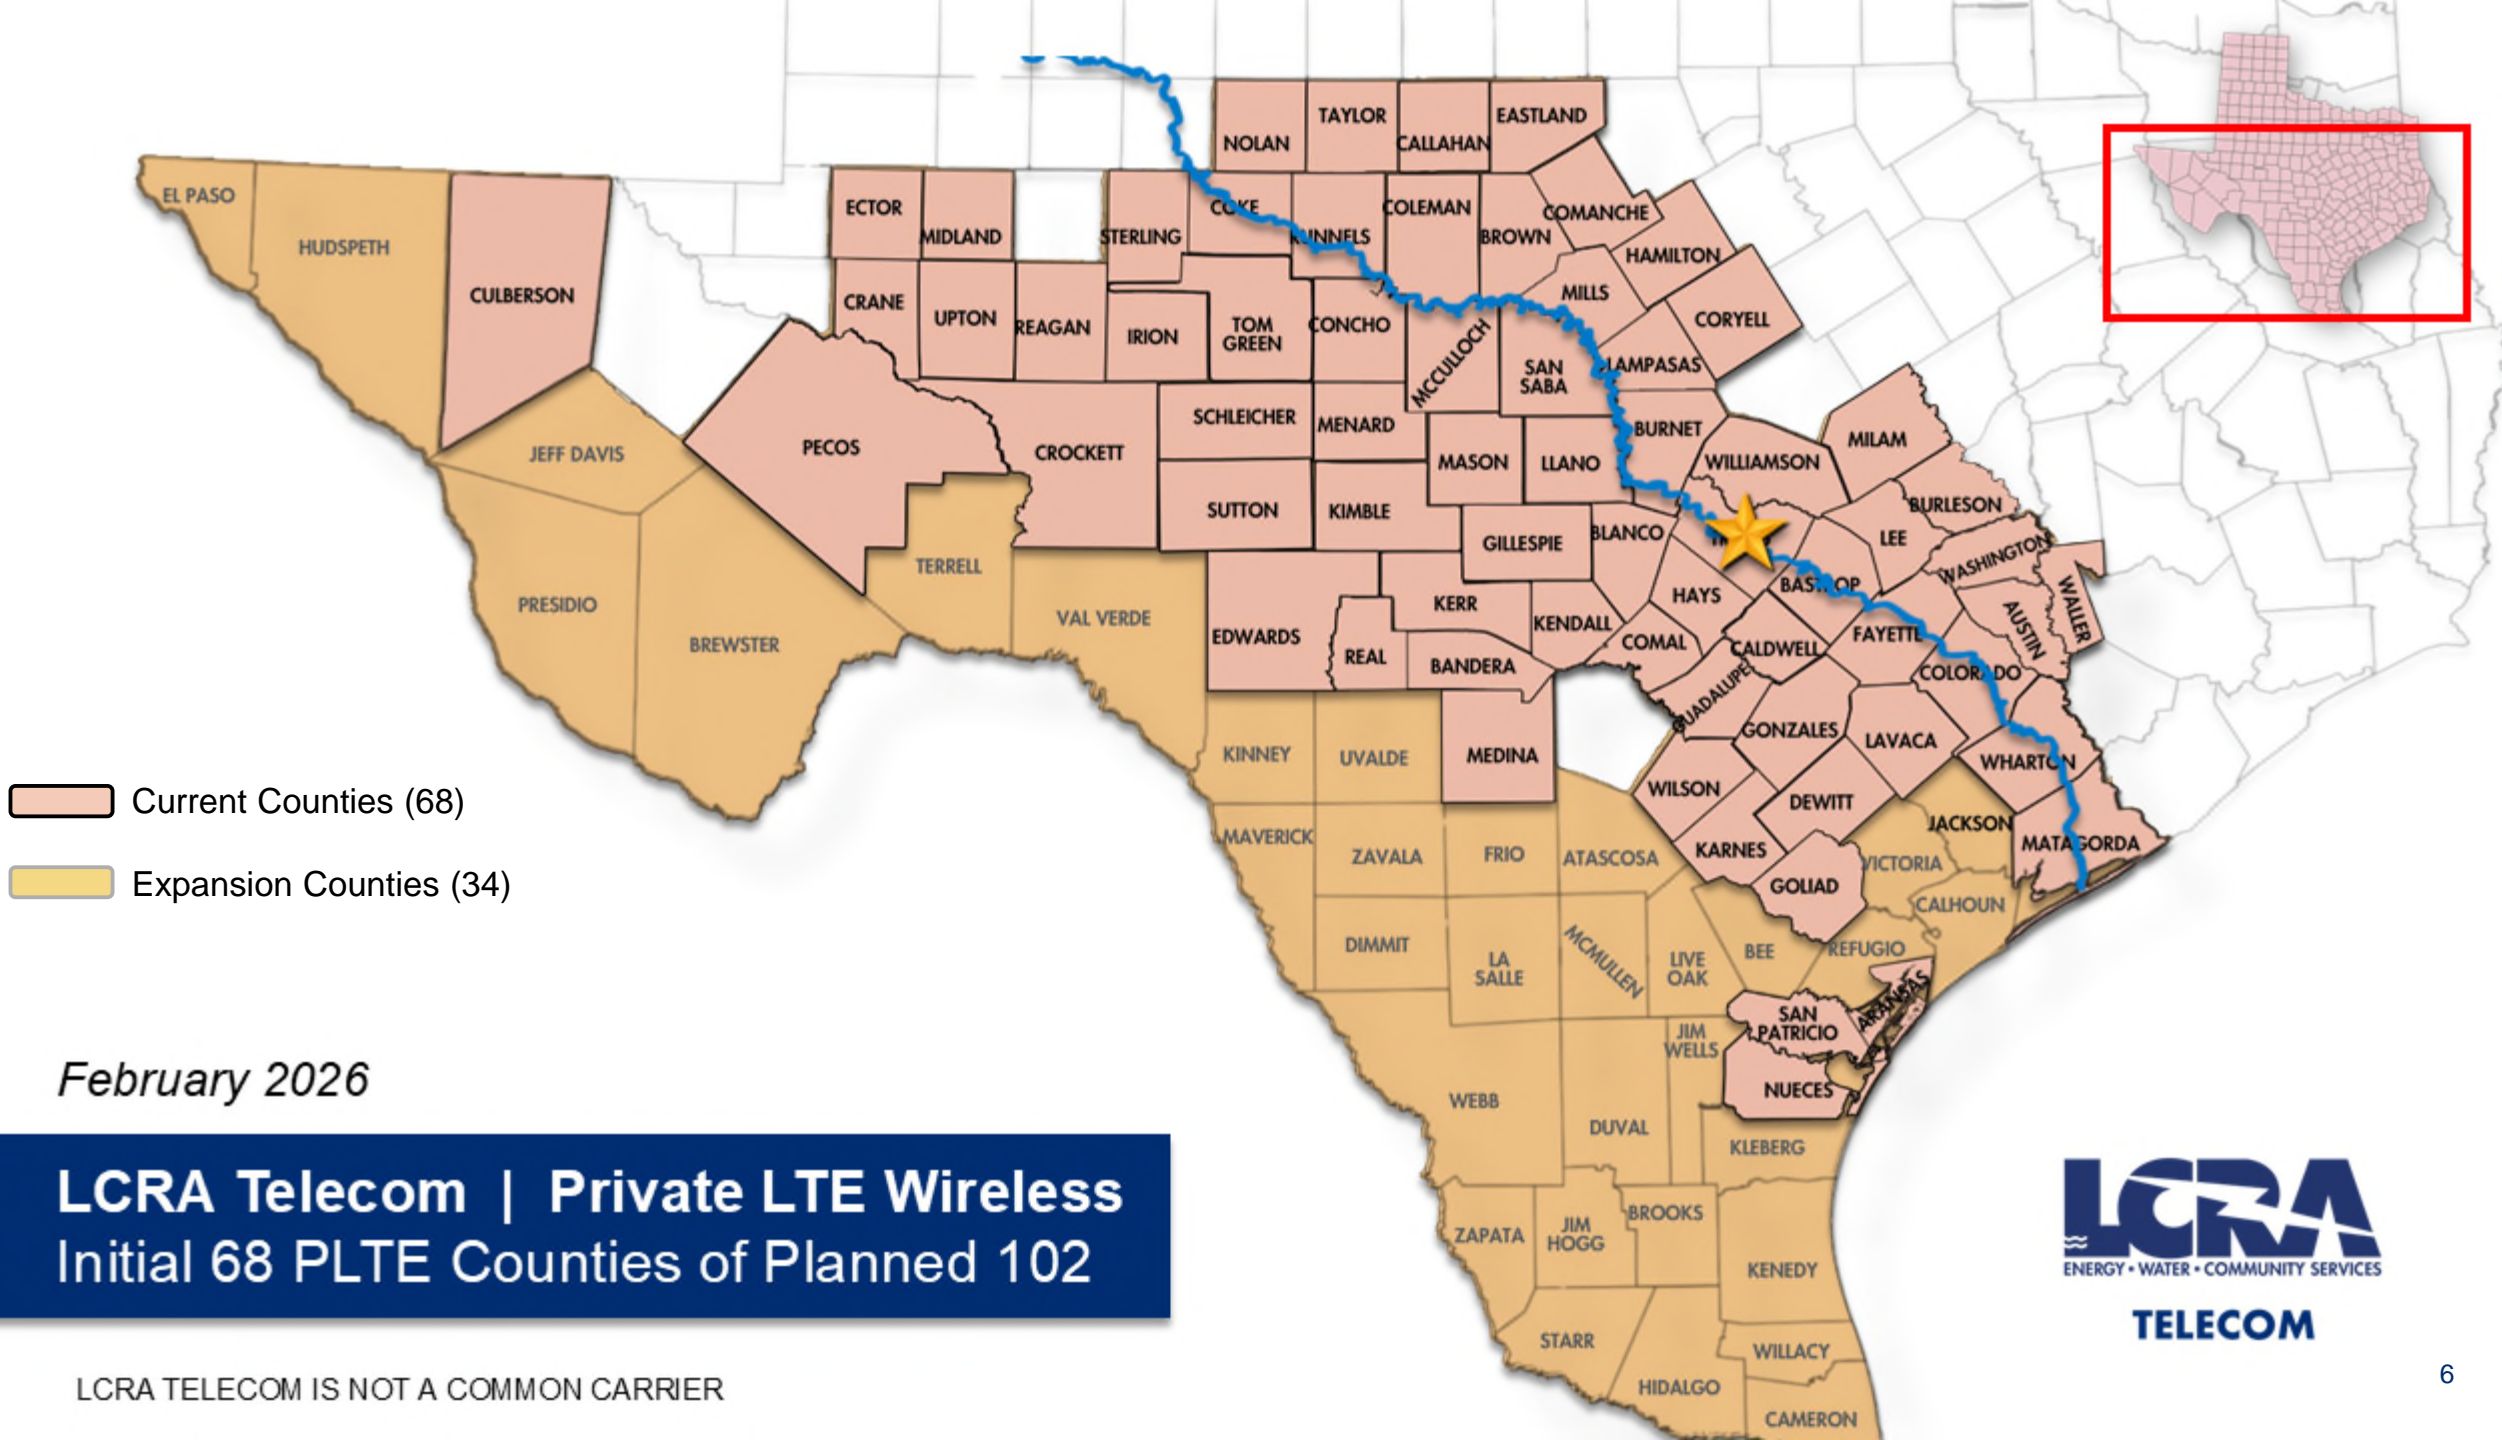 NOLAN
TAYLOR
CALLAHAN
EASTLAND
EL PASO
HUDSPETH
CULBERSON
ECTOR
MIDLAND
STERLING
COKE
RUNNELS
COLEMAN
BROWN
COMANCHE
HAMILTON
CRANE
UPTON
REAGAN
IRION
TOM
GREEN
CONCHO
MCCULLOCH
SAN
SABA
MILLS
LAMPASAS
CORYELL
JEFF DAVIS
PECOS
CROCKETT
SCHLEICHER
MENARD
MASON
LLANO
BURNET
WILLIAMSON
MILAM
SUTTON
KIMBLE
GILLESPIE
BLANCO
LEE
BURLESON
WASHINGTON
WALLER
AUSTIN
PRESIDIO
BREWSTER
TERRELL
VAL VERDE
EDWARDS
REAL
KERR
BANDERA
KENDALL
HAYS
COMAL
BASTROP
CALDWELL
GUADALUPE
FAYETTE
COLORADO
KINNEY
UVALDE
MEDINA
WILSON
GONZALES
LAVACA
WHARTON
DEWITT
KARNES
GOLIAD
JACKSON
MATAGORDA
VICTORIA
CALHOUN
MAVERICK
ZAVALA
FRIO
ATASCOSA
DIMMIT
LA
SALLE
MCMULLEN
LIVE
OAK
BEE
REFUGIO
ARANSAS
SAN
PATRICIO
NUECES
JIM
WELLS
WEBB
DUVAL
KLEBERG
ZAPATA
JIM
HOGG
BROOKS
KENEDY
STARR
HIDALGO
WILLACY
CAMERON
Current Counties (68)
Expansion Counties (34)
February 2026
LCRA Telecom | Private LTE Wireless
Initial 68 PLTE Counties of Planned 102
LCRA TELECOM IS NOT A COMMON CARRIER
LCRA
ENERGY • WATER • COMMUNITY SERVICES
TELECOM
6